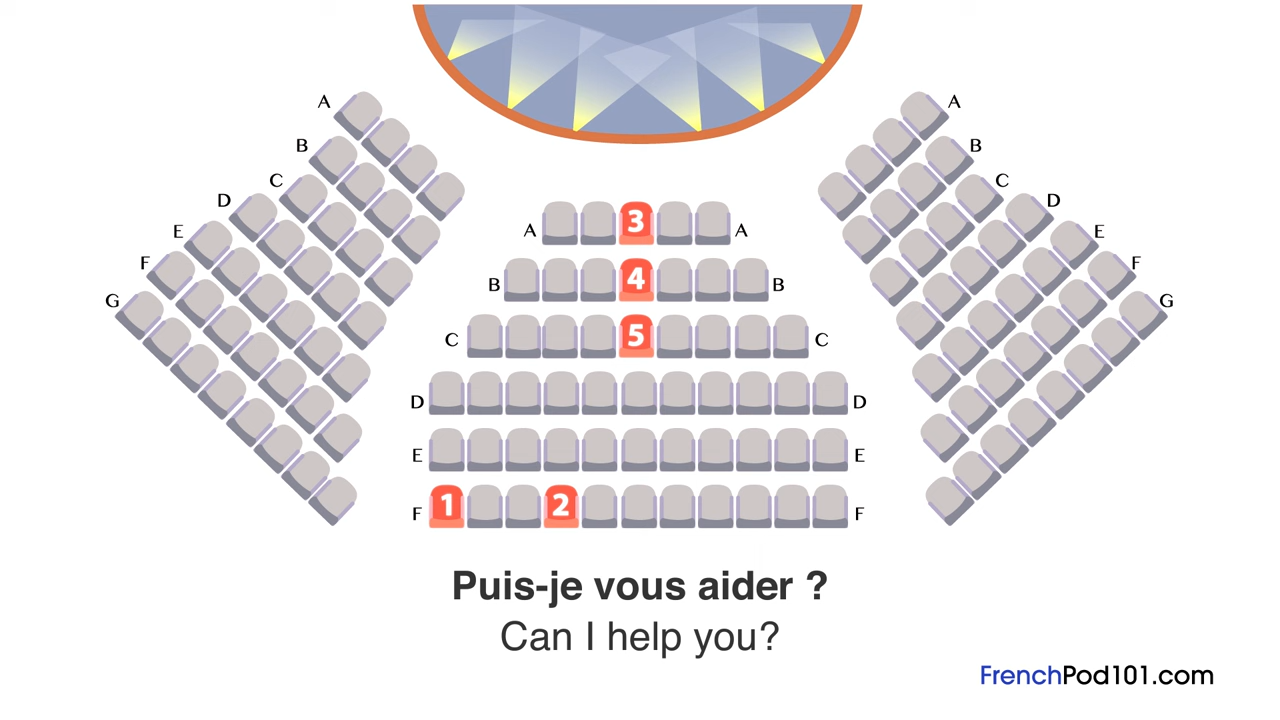 A A
B B
C C
D D
E E
F F
G G
A 3 A
B 4 B
C 5 C
D D
E E
F 1 2 F
Puis-je vous aider ?
Can I help you?
FrenchPod101.com